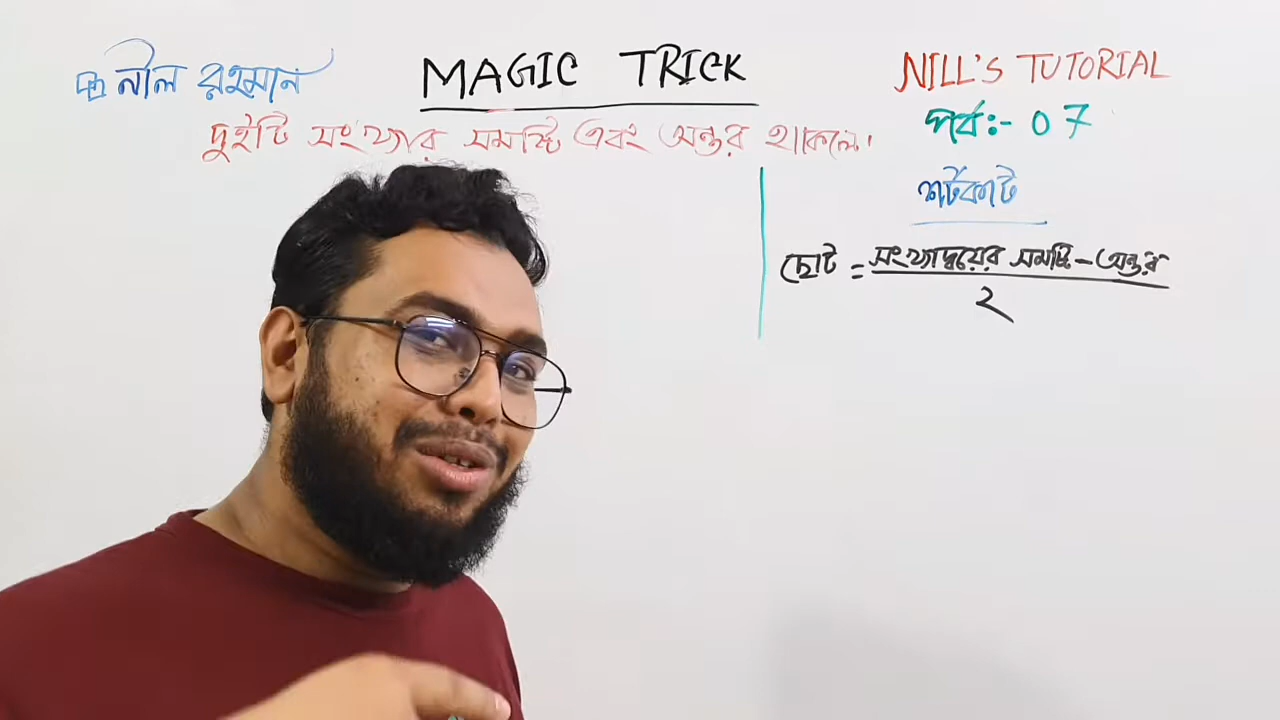 নীল রহমান
MAGIC TRICK
NILL'S TUTORIAL
পর্ব:- 07
দুইটি সংখ্যার সমষ্টি এবং অন্তর থাকলে।
শর্টকাট
ছোট = সংখ্যাদ্বয়ের সমষ্টি - অন্তর
২